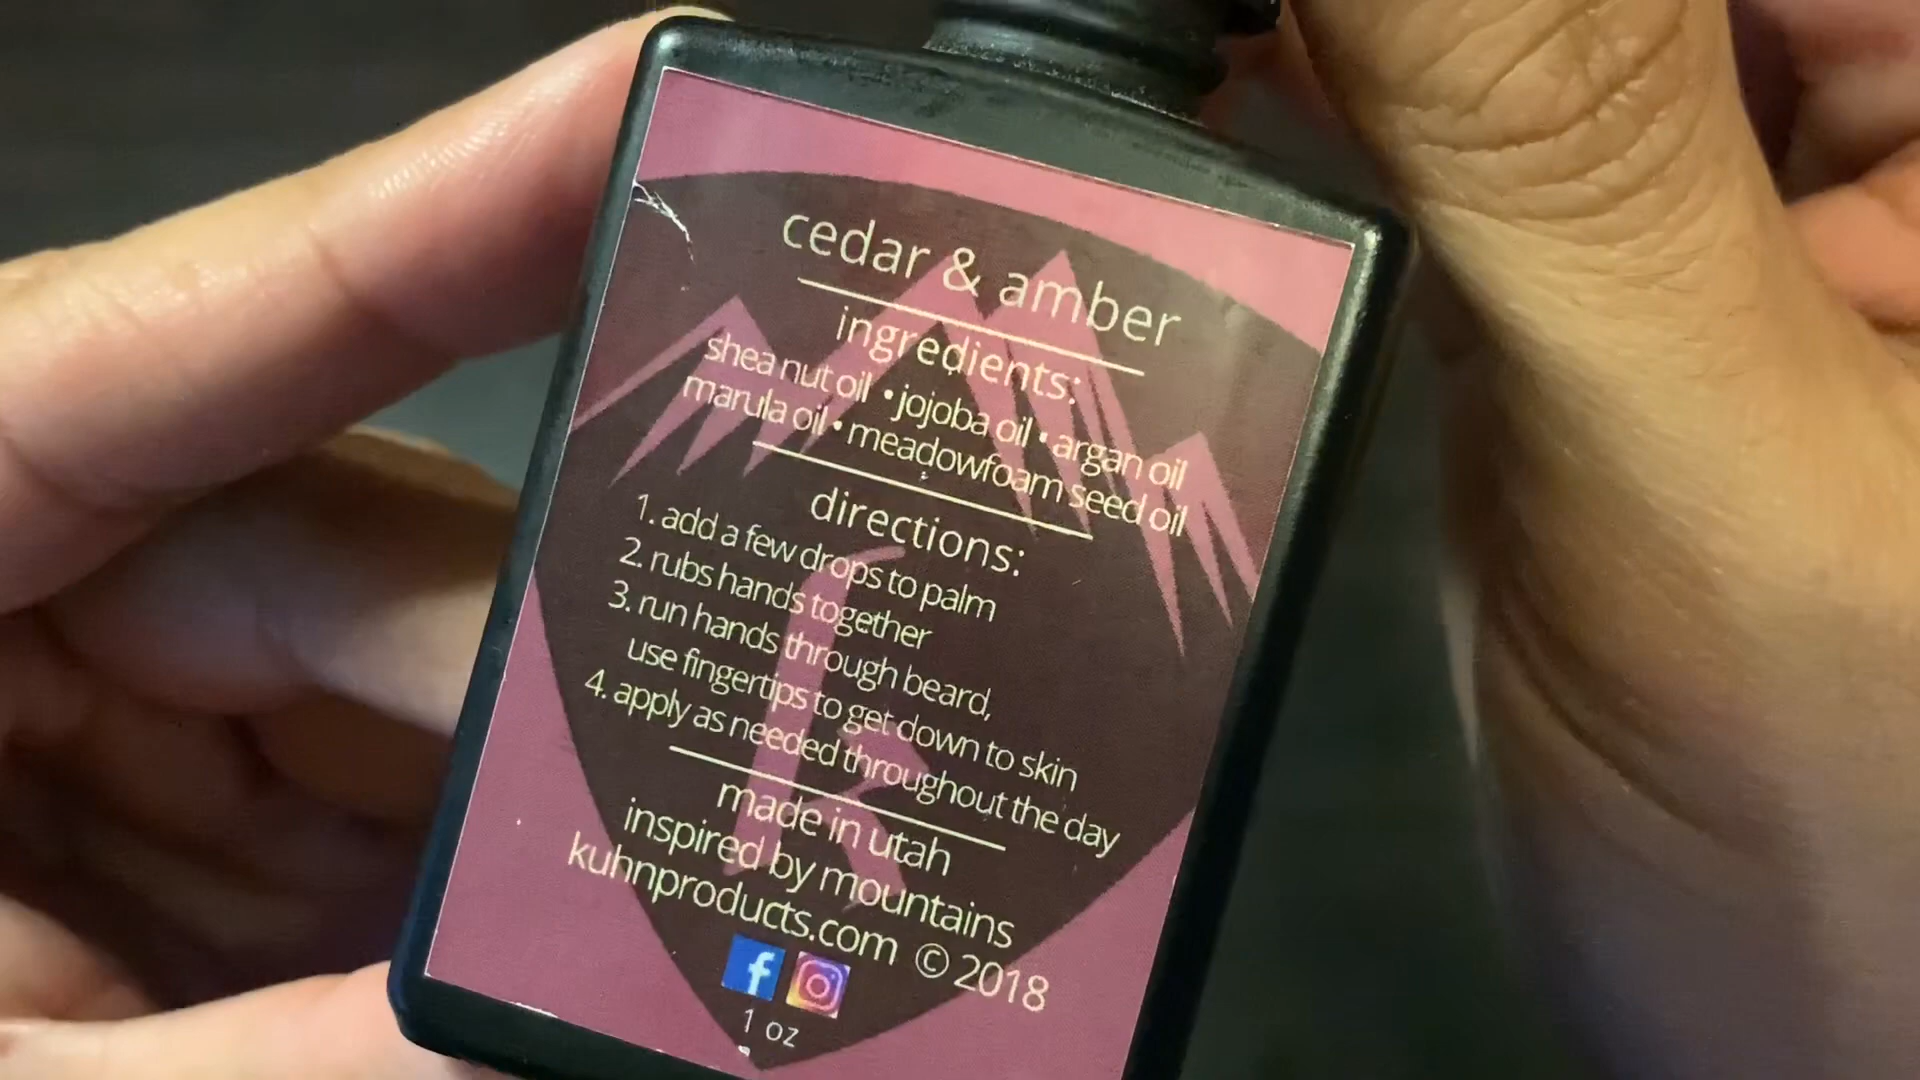 cedar & amber
ingredients:
shea nut oil • jojoba oil • argan oil
marula oil • meadowfoam seed oil
directions:
1. add a few drops to palm
2. rubs hands together
3. run hands through beard,
use fingertips to get down to skin
4. apply as needed throughout the day
made in utah
inspired by mountains
kuhnproducts.com © 2018
1 oz